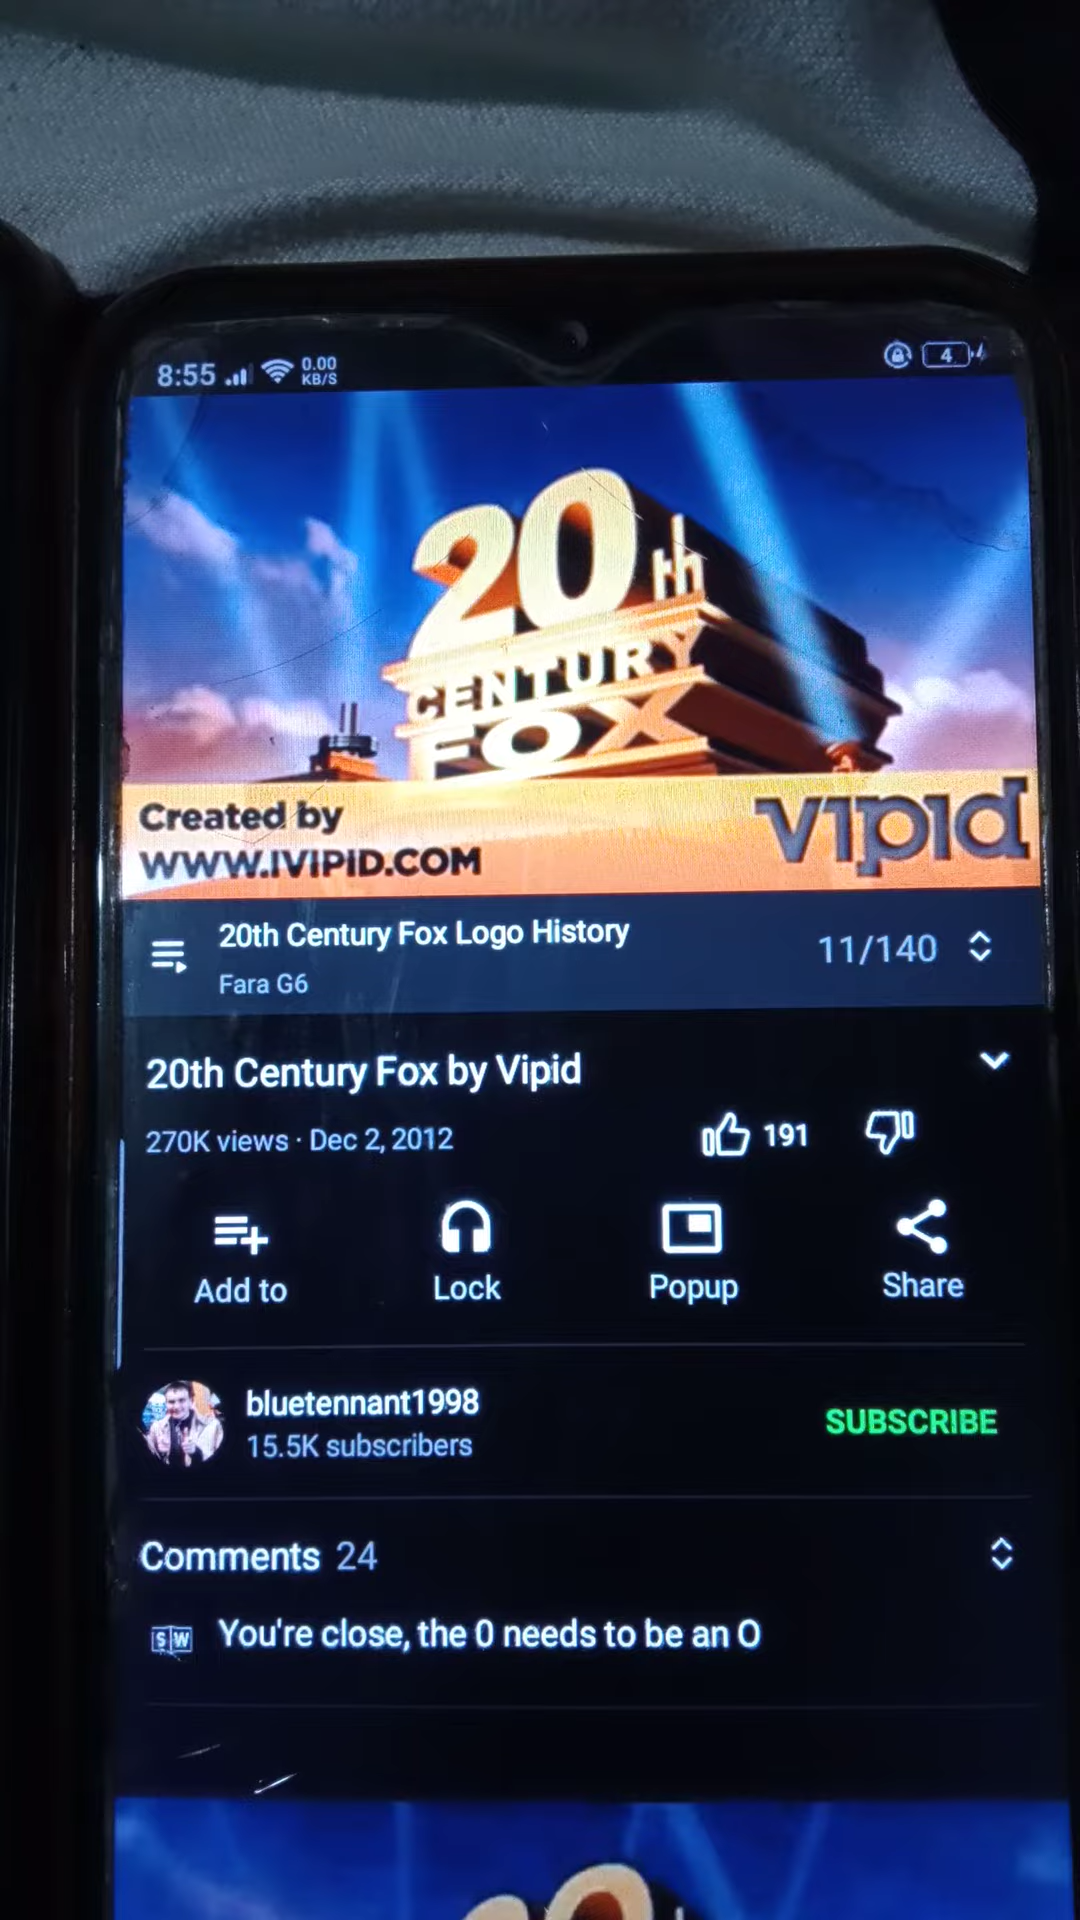 8:55
0.00
KB/S
4
20th
CENTURY
FOX
Created by
WWW.IVIPID.COM
vipid
20th Century Fox Logo History
Fara G6
11/140
20th Century Fox by Vipid
270K views · Dec 2, 2012
191
Add to
Lock
Popup
Share
bluetennant1998
15.5K subscribers
SUBSCRIBE
Comments 24
SW
You're close, the 0 needs to be an O